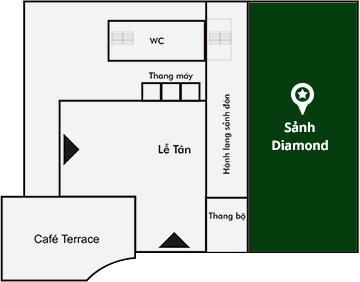 WC
Thang máy
Hành lang sảnh đón
Sảnh
Diamond
Lễ Tân
Thang bộ
Café Terrace